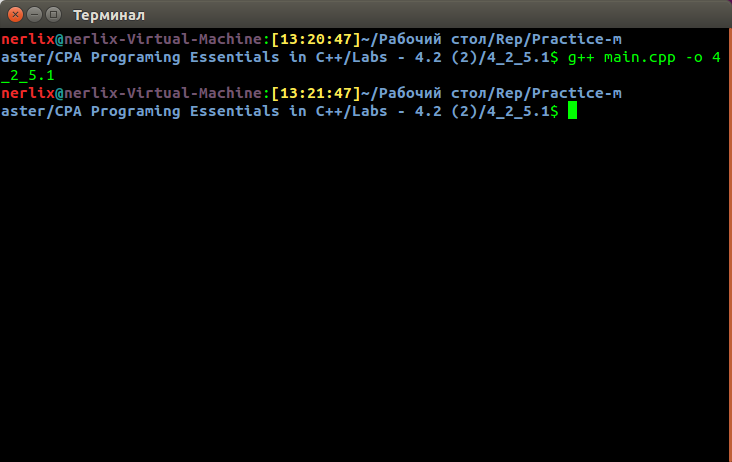 Терминал
nerlix@nerlix-Virtual-Machine:[13:20:47]~/Рабочий стол/Rep/Practice-m
aster/CPA Programing Essentials in C++/Labs - 4.2 (2)/4_2_5.1$ g++ main.cpp -o 4
_2_5.1
nerlix@nerlix-Virtual-Machine:[13:21:47]~/Рабочий стол/Rep/Practice-m
aster/CPA Programing Essentials in C++/Labs - 4.2 (2)/4_2_5.1$